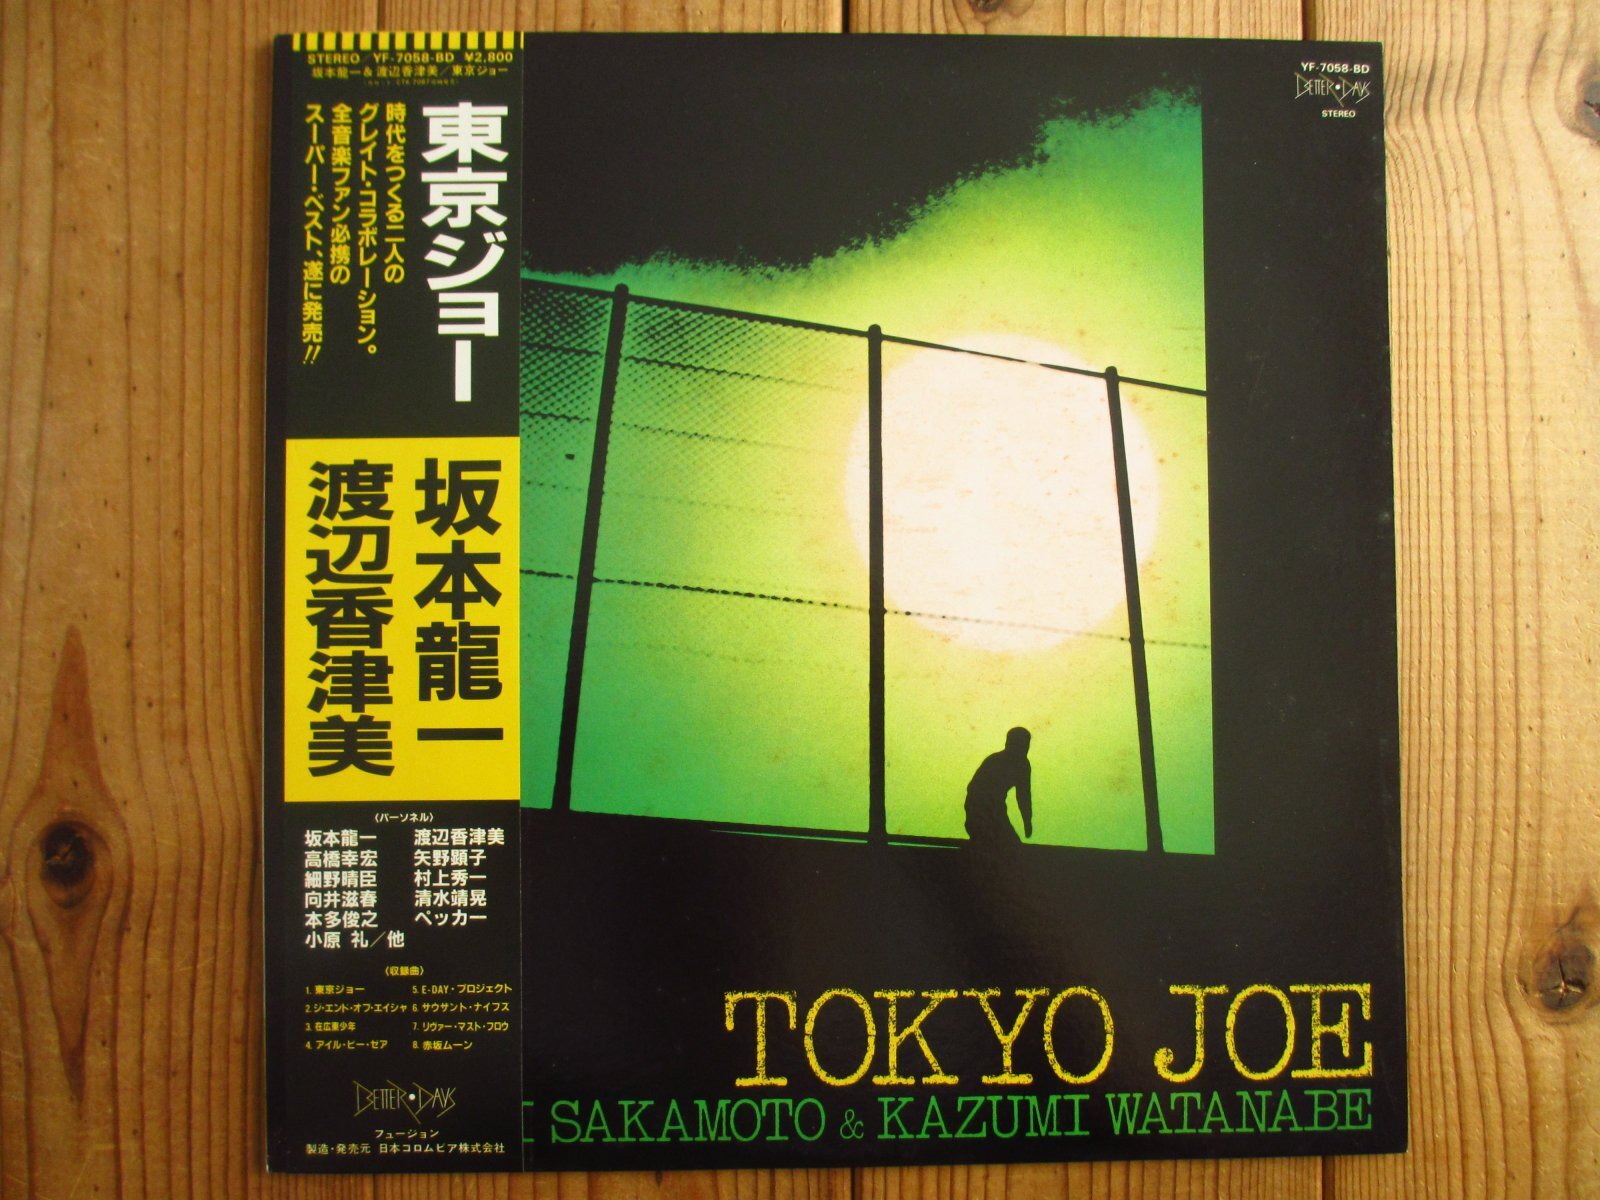 STEREO/YF-7058-BD ¥2,800
坂本龍一&渡辺香津美/東京ジョー
東京ジョー
時代をつくる二人の
グレイト・コラボレーション。
全音楽ファン必携の
スーパー・ベスト、遂に発売!!
坂本龍一
渡辺香津美
〈パーソネル〉
坂本龍一 渡辺香津美
高橋幸宏 矢野顕子
細野晴臣 村上秀一
向井滋春 清水靖晃
本多俊之 ペッカー
小原 礼/他
〈収録曲〉
1. 東京ジョー 5. E-DAY・プロジェクト
2. ジ・エンド・オブ・エイシャ 6. サウザント・ナイフズ
3. 在広東少年 7. リヴァー・マスト・フロウ
4. アイル・ビー・ゼア 8. 赤坂ムーン
BETTER・DAYS
フュージョン
製造・発売元 日本コロムビア株式会社
YF-7058-BD
BETTER・DAYS
STEREO
TOKYO JOE
I SAKAMOTO & KAZUMI WATANABE